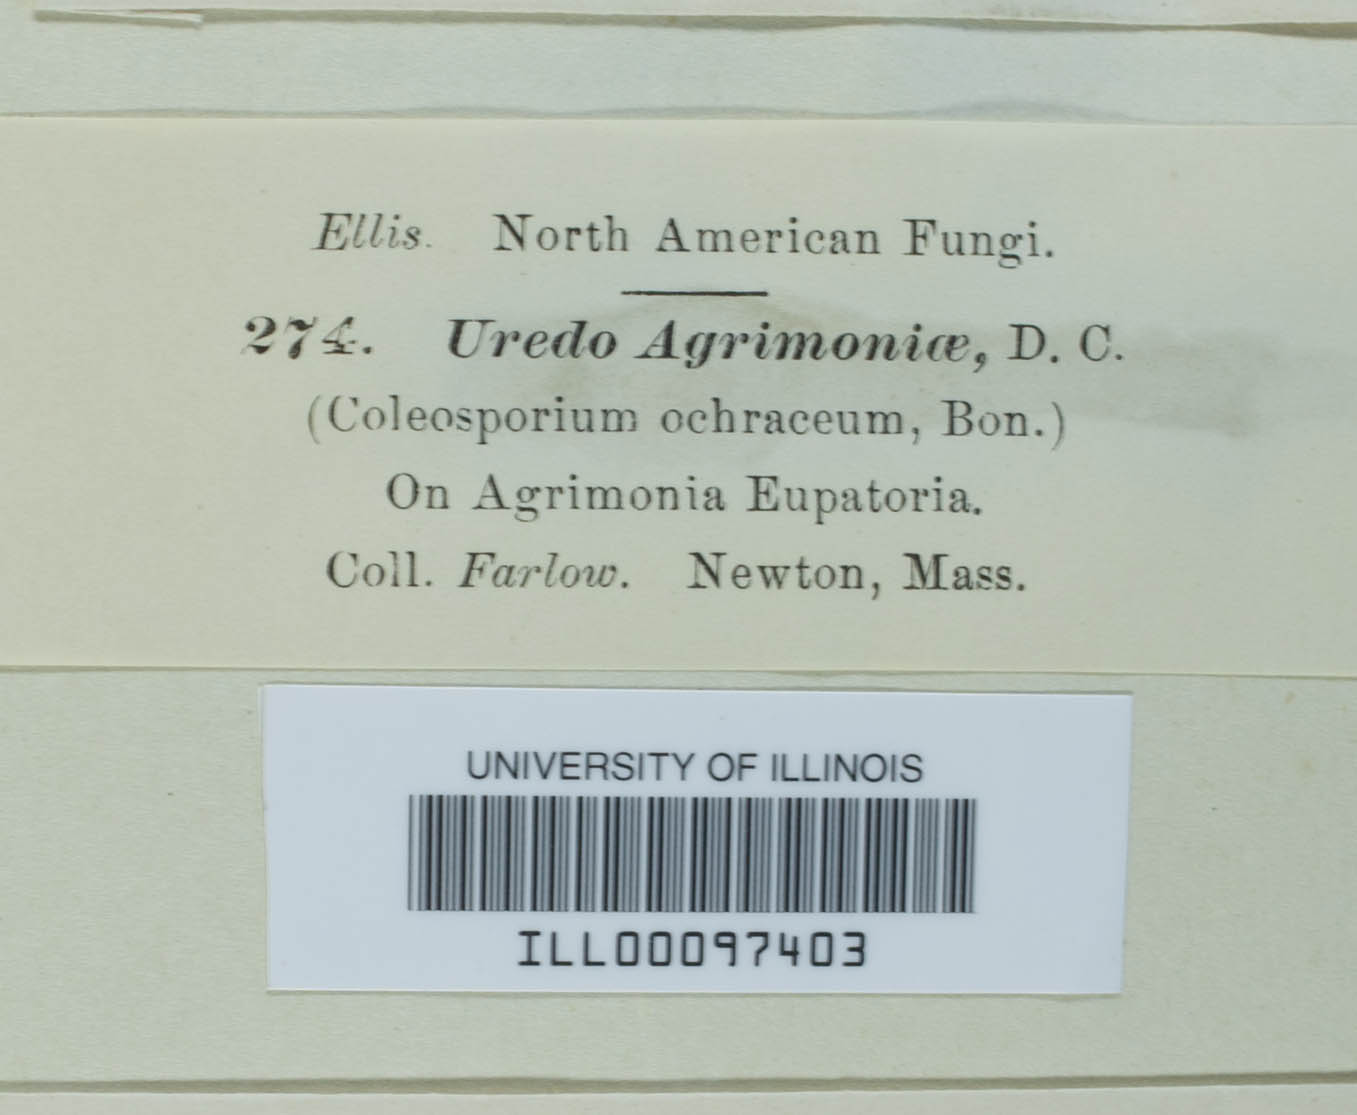 Ellis. North American Fungi.
274. Uredo Agrimoniæ, D. C.
(Coleosporium ochraceum, Bon.)
On Agrimonia Eupatoria.
Coll. Farlow. Newton, Mass.
UNIVERSITY OF ILLINOIS
ILL00097403